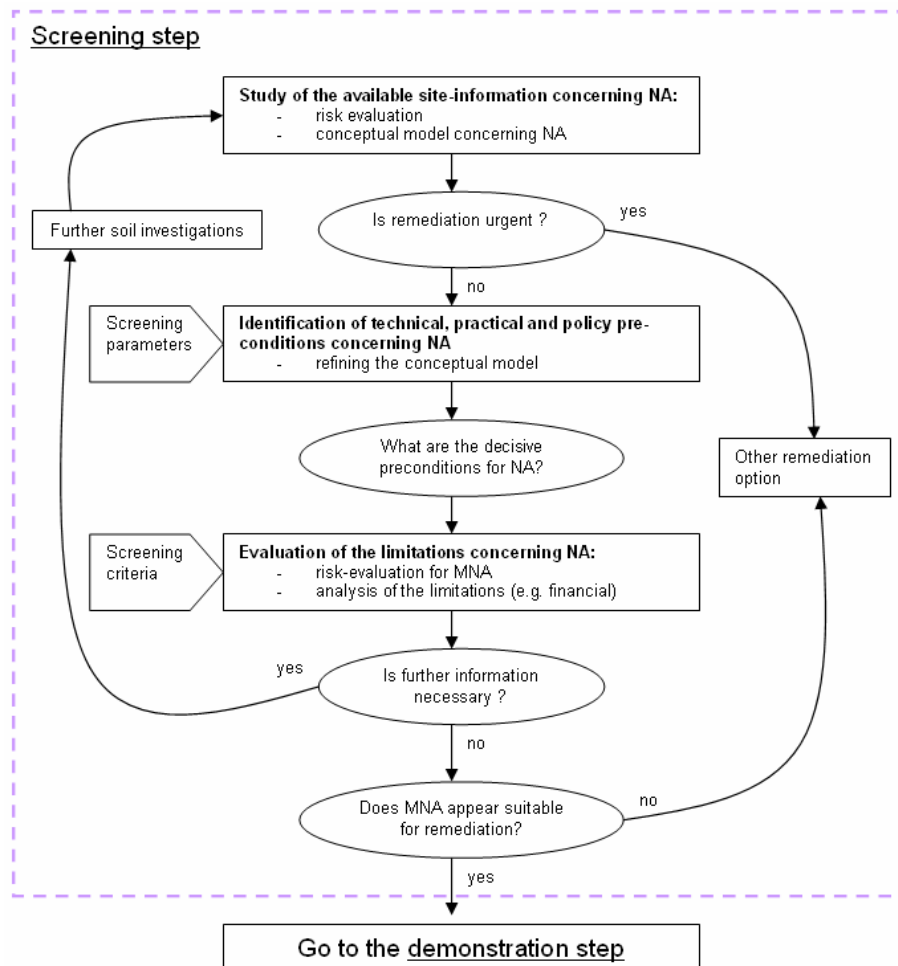 Screening step
Study of the available site-information concerning NA:
- risk evaluation
- conceptual model concerning NA
Is remediation urgent ?
yes
Further soil investigations
no
Screening
parameters
Identification of technical, practical and policy pre-
conditions concerning NA
- refining the conceptual model
What are the decisive
preconditions for NA?
Other remediation
option
Screening
criteria
Evaluation of the limitations concerning NA:
- risk-evaluation for MNA
- analysis of the limitations (e.g. financial)
yes
Is further information
necessary ?
no
Does MNA appear suitable
for remediation?
no
yes
Go to the demonstration step